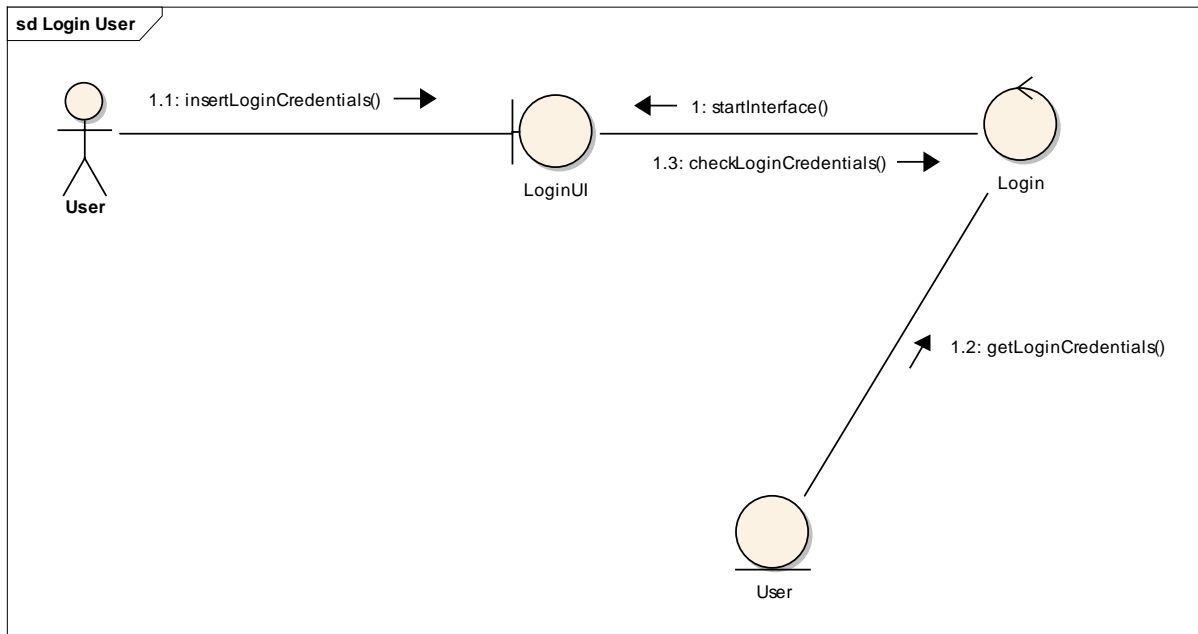 sd Login User
1.1: insertLoginCredentials()
1: startInterface()
1.3: checkLoginCredentials()
LoginUI
Login
User
1.2: getLoginCredentials()
User